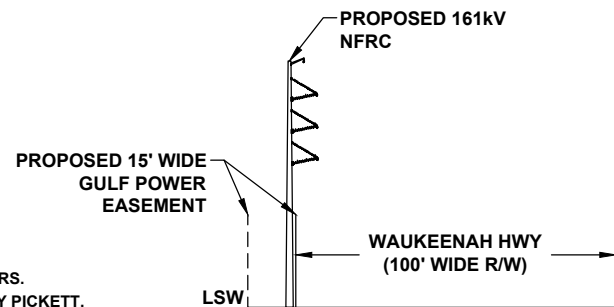 PROPOSED 161kV
NFRC
PROPOSED 15' WIDE
GULF POWER
EASEMENT
WAUKEENAH HWY
(100' WIDE R/W)
RS.
Y PICKETT.
LSW